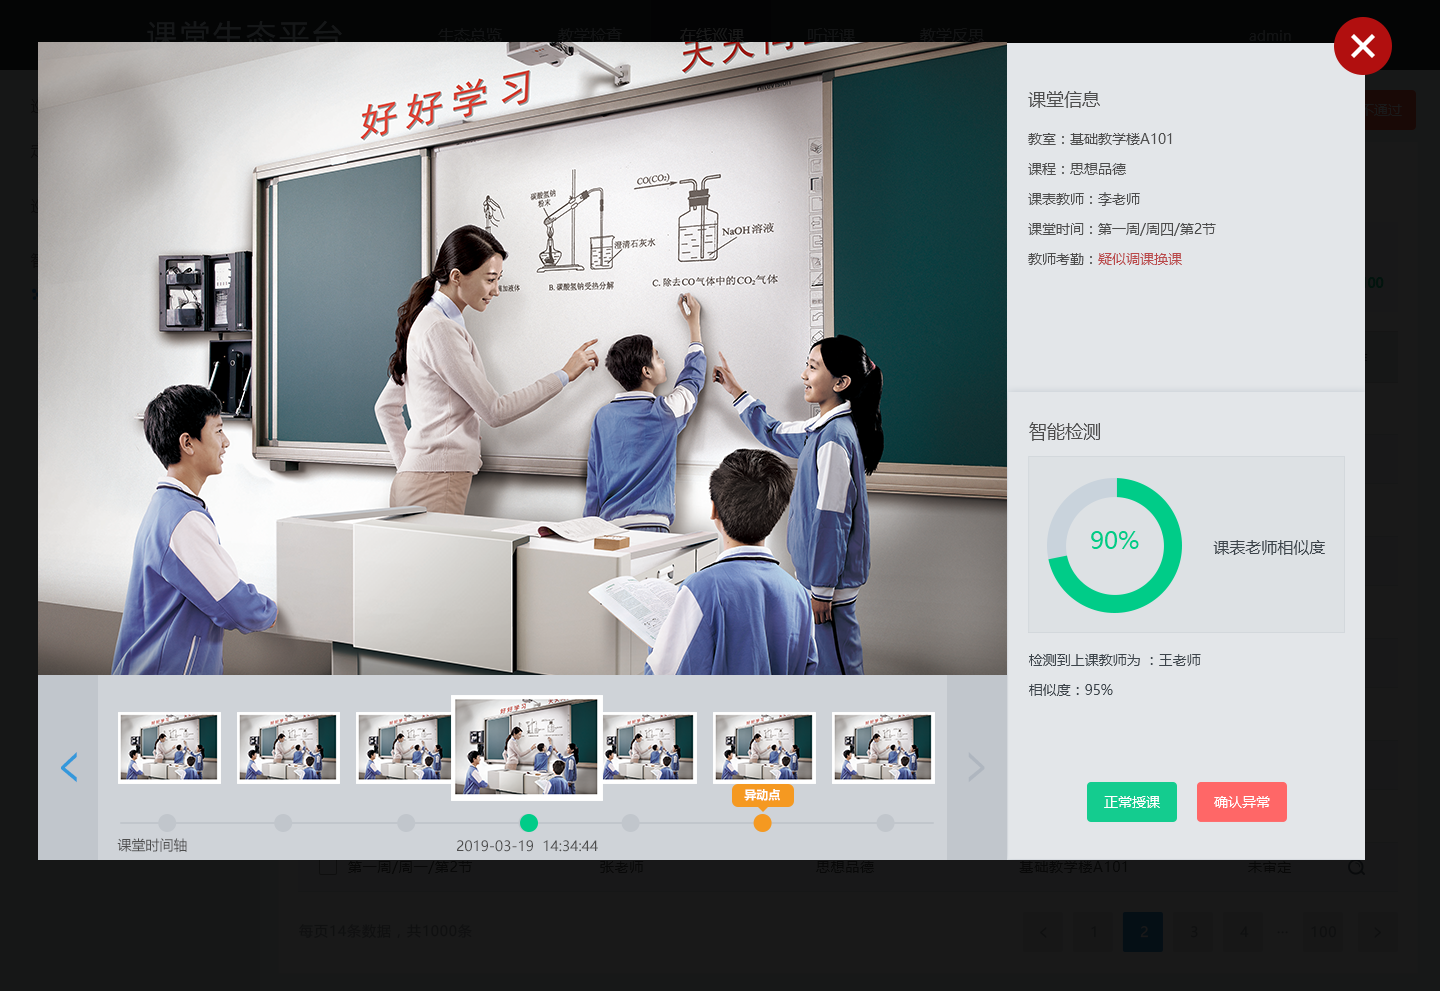 课堂生态平台
生态总览
教学检查
在线巡课
听评课
教学反思
admin
不通过
好好学习
天天向上
CO(CO₂)
碳酸氢钠
粉末
澄清石灰水
NaOH溶液
加液体
B.碳酸氢钠受热分解
C.除去CO气体中的CO₂气体
课堂信息
教室：基础教学楼A101
课程：思想品德
课表教师：李老师
课堂时间：第一周/周四/第2节
教师考勤：疑似调课换课
00
智能检测
90%
课表老师相似度
检测到上课教师为 ：王老师
相似度：95%
异动点
正常授课
确认异常
课堂时间轴
2019-03-19 14:34:44
第一周/周一/第2节
张老师
思想品德
基础教学楼A101
未审定
每页14条数据，共1000条
1
2
3
4
···
100